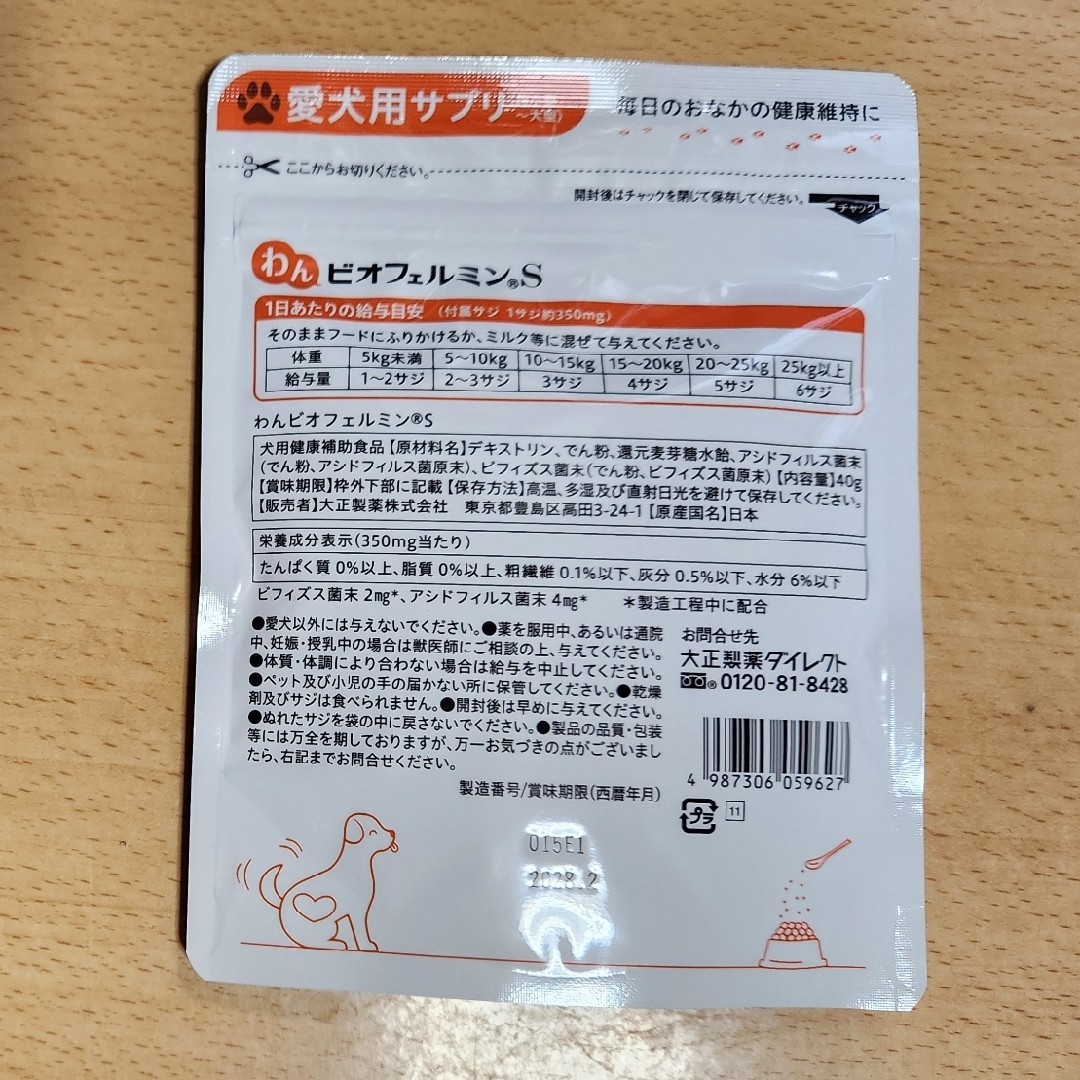 愛犬用サプリ
～大型)
毎日のおなかの健康維持に
ここからお切りください。
開封後はチャックを閉じて保存してください。
チャック
わん ビオフェルミン®S
1日あたりの給与目安 (付属サジ 1サジ約350mg)
そのままフードにふりかけるか、ミルク等に混ぜて与えてください。
体重 5kg未満 5～10kg 10～15kg 15～20kg 20～25kg 25kg以上
給与量 1～2サジ 2～3サジ 3サジ 4サジ 5サジ 6サジ
わんビオフェルミン®S
犬用健康補助食品【原材料名】デキストリン、でん粉、還元麦芽糖水飴、アシドフィルス菌末
(でん粉、アシドフィルス菌原末)、ビフィズス菌末(でん粉、ビフィズス菌原末)【内容量】40g
【賞味期限】枠外下部に記載【保存方法】高温、多湿及び直射日光を避けて保存してください。
【販売者】大正製薬株式会社 東京都豊島区高田3-24-1【原産国名】日本
栄養成分表示(350mg当たり)
たんぱく質 0%以上、脂質 0%以上、粗繊維 0.1%以下、灰分 0.5%以下、水分 6%以下
ビフィズス菌末 2mg*、アシドフィルス菌末 4mg* *製造工程中に配合
●愛犬以外には与えないでください。●薬を服用中、あるいは通院
中、妊娠・授乳中の場合は獣医師にご相談の上、与えてください。
●体質・体調により合わない場合は給与を中止してください。
●ペット及び小児の手の届かない所に保管してください。●乾燥
剤及びサジは食べられません。●開封後は早めに与えてください。
●ぬれたサジを袋の中に戻さないでください。●製品の品質・包装
等には万全を期しておりますが、万一お気づきの点がございまし
たら、右記までお問合せください。
お問合せ先
大正製薬ダイレクト
0120-81-8428
4 987306 059627
プラ
11
製造番号/賞味期限(西暦年月)
015E1
2028.2